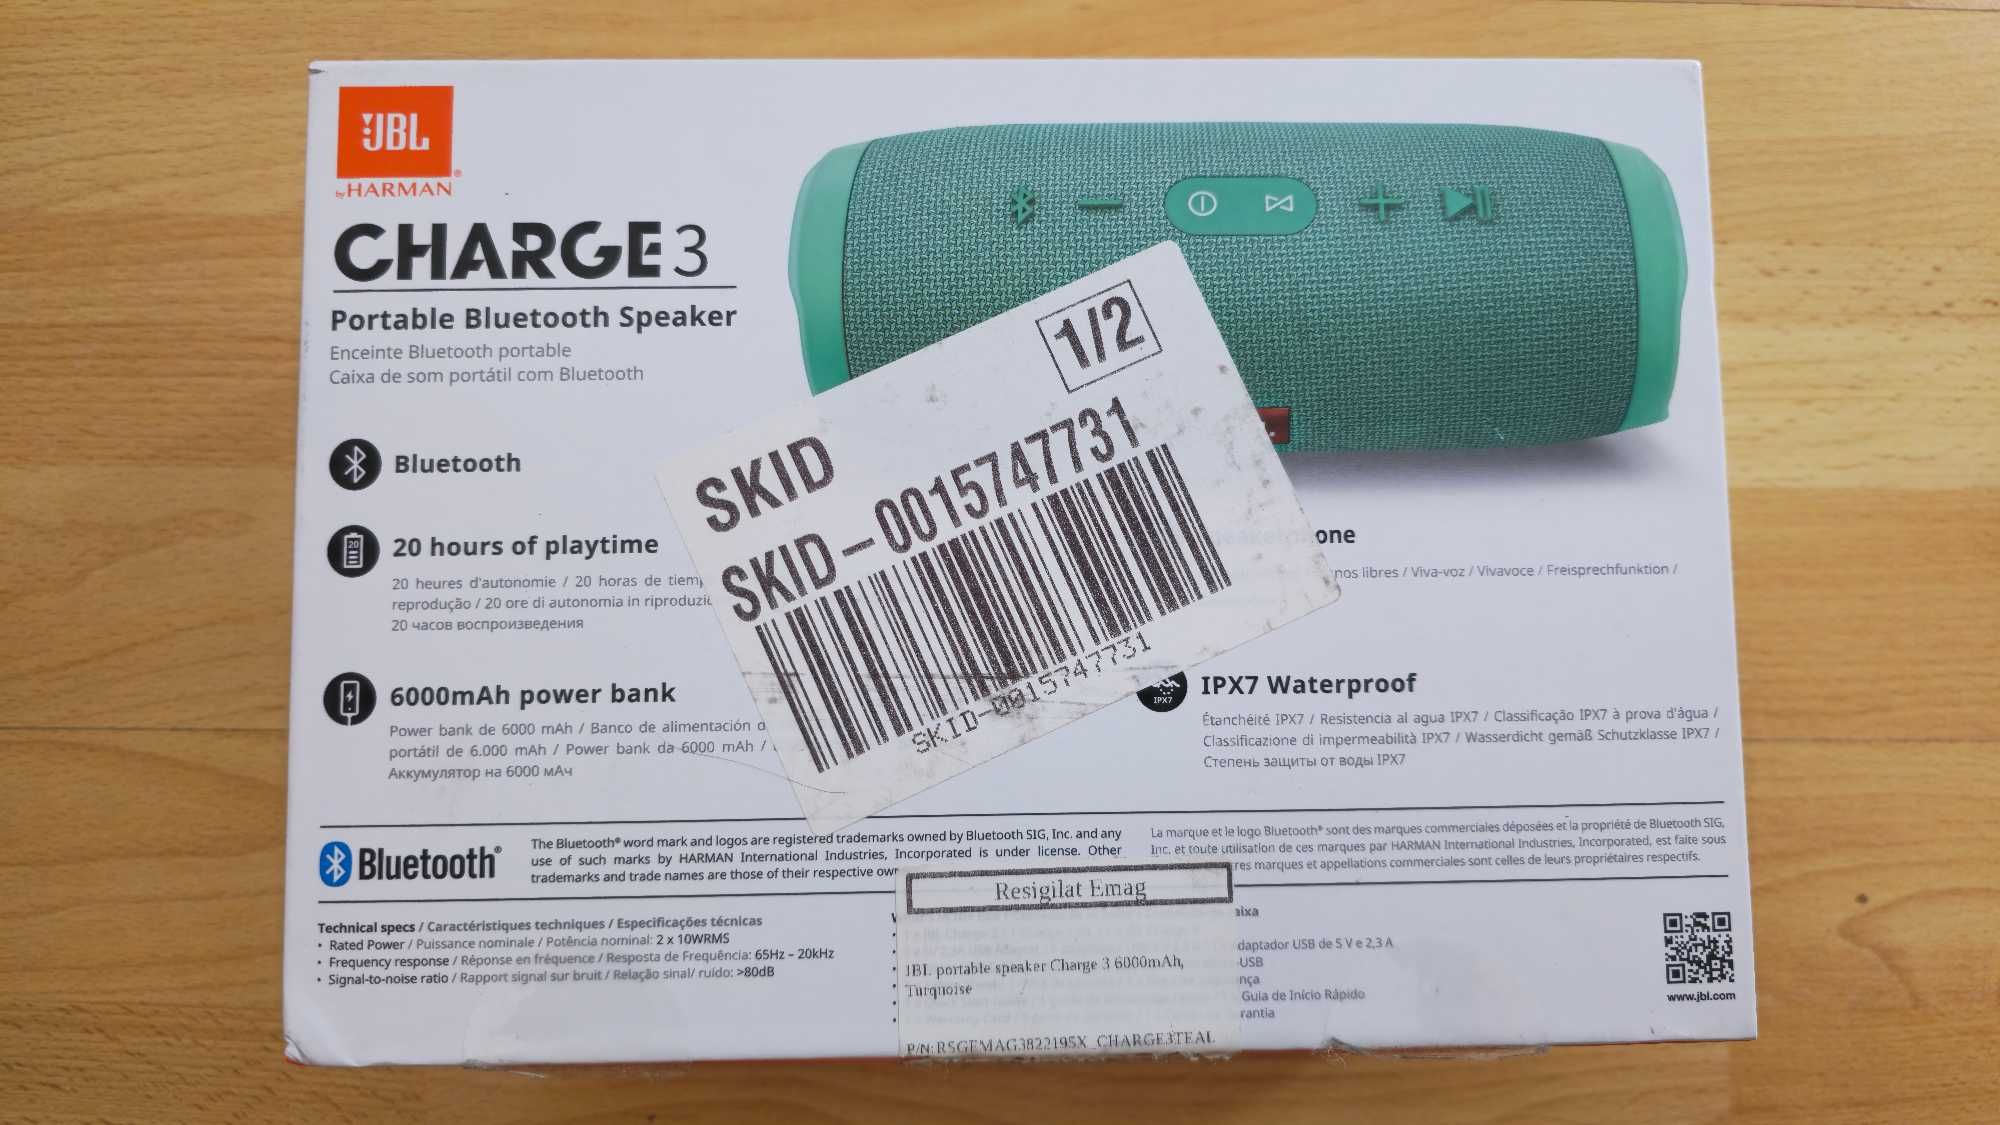 JBL
by HARMAN
CHARGE 3
Portable Bluetooth Speaker
Enceinte Bluetooth portable
Caixa de som portátil com Bluetooth
Bluetooth
20
20 hours of playtime
20 heures d'autonomie / 20 horas de
reprodução / 20 ore di autonomia in
20 часов воспроизведения
6000mAh power bank
Power bank de 6000 mAh / Banco de alimentación
portátil de 6.000 mAh / Power bank da 6000 mAh /
Аккумулятор на 6000 мАч
1/2
SKID
SKID-001574 7731
SKID-0015747731
libres / Viva-voz / Vivavoce / Freisprechfunktion /
IPX7
IPX7 Waterproof
Étanchéité IPX7 / Resistencia al agua IPX7 / Classificação IPX7 à prova d'água /
Classificazione di impermeabilità IPX7 / Wasserdicht gemäß Schutzklasse IPX7 /
Степень защиты от воды IPX7
Bluetooth®
The Bluetooth® word mark and logos are registered trademarks owned by Bluetooth SIG, Inc. and any
use of such marks by HARMAN International Industries, Incorporated is under license. Other
trademarks and trade names are those of their respective
La marque et le logo Bluetooth® sont des marques commerciales déposées et la propriété de Bluetooth SIG,
Inc. et toute utilisation de ces marques par HARMAN International Industries, Incorporated, est faite sous
marques et appellations commerciales sont celles de leurs propriétaires respectifs.
Technical specs / Caractéristiques techniques / Especificações técnicas
• Rated Power / Puissance nominale / Potência nominal: 2 x 10WRMS
• Frequency response / Réponse en fréquence / Resposta de Frequência: 65Hz – 20kHz
• Signal-to-noise ratio / Rapport signal sur bruit / Relação sinal/ ruído: >80dB
Resigilat Emag
JBL portable speaker Charge 3 6000mAh,
Turquoise
P/N: RSGEMAG3822195X_CHARGE3TEAL
USB de 5 V e 2,3 A
USB
Guia de Início Rápido
www.jbl.com